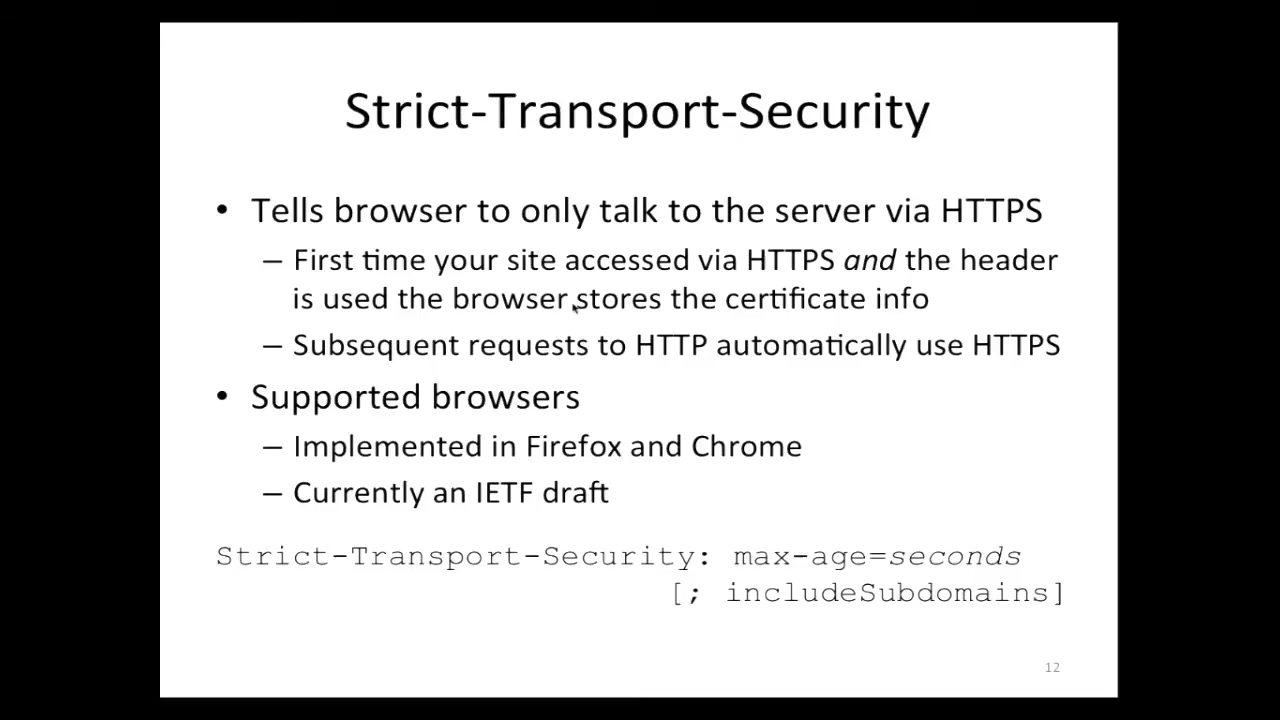 Strict-Transport-Security
• Tells browser to only talk to the server via HTTPS
– First time your site accessed via HTTPS and the header
is used the browser stores the certificate info
– Subsequent requests to HTTP automatically use HTTPS
• Supported browsers
– Implemented in Firefox and Chrome
– Currently an IETF draft
Strict-Transport-Security: max-age=seconds
[; includeSubdomains]
12